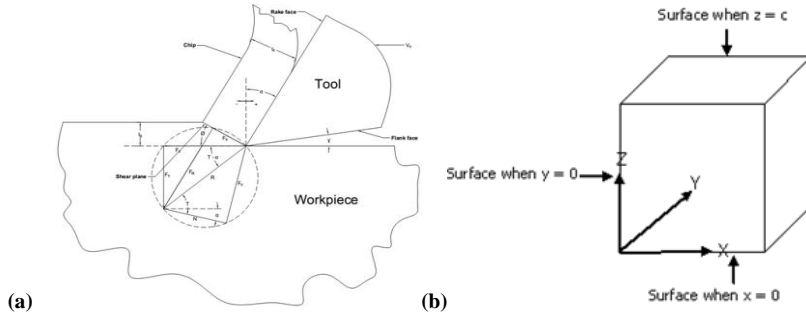 Rake face
Chip
Tool
Flank face
Shear plane
R
Workpiece
N
(a)
Surface when z = c
Surface when y = 0
Z
Y
X
Surface when x = 0
(b)